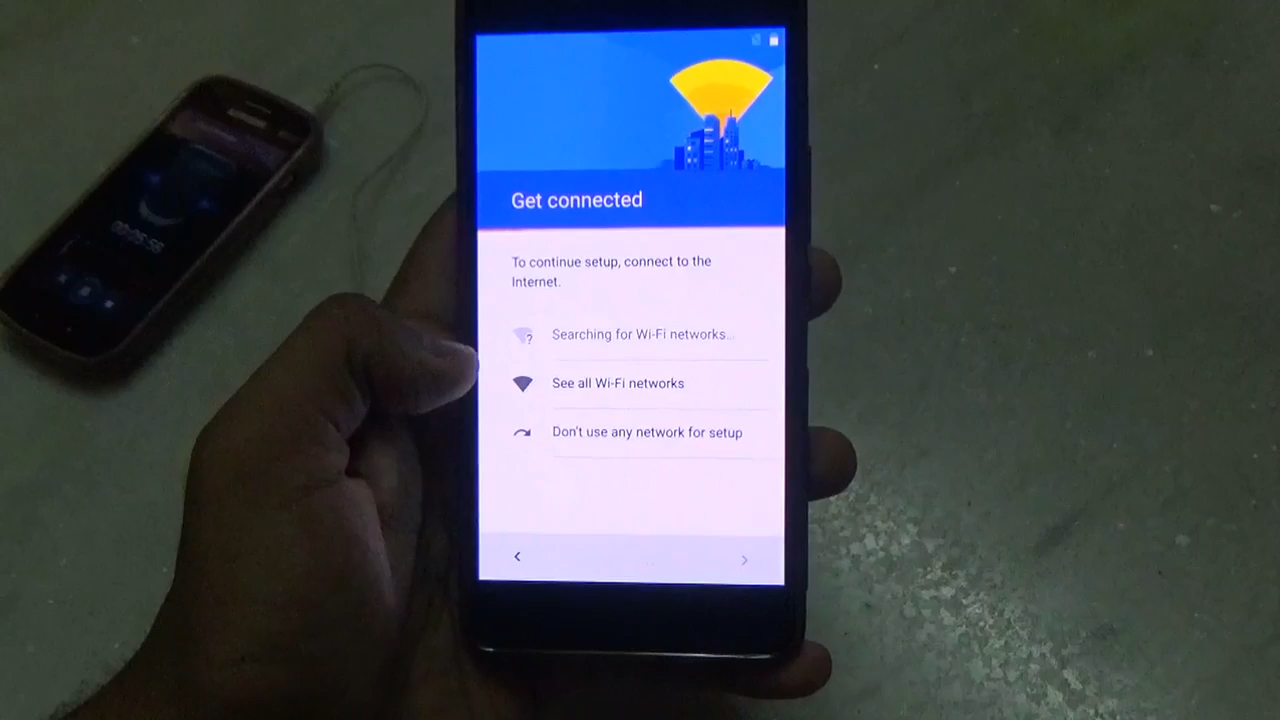 Get connected
To continue setup, connect to the
Internet.
Searching for Wi-Fi networks...
?
See all Wi-Fi networks
Don't use any network for setup